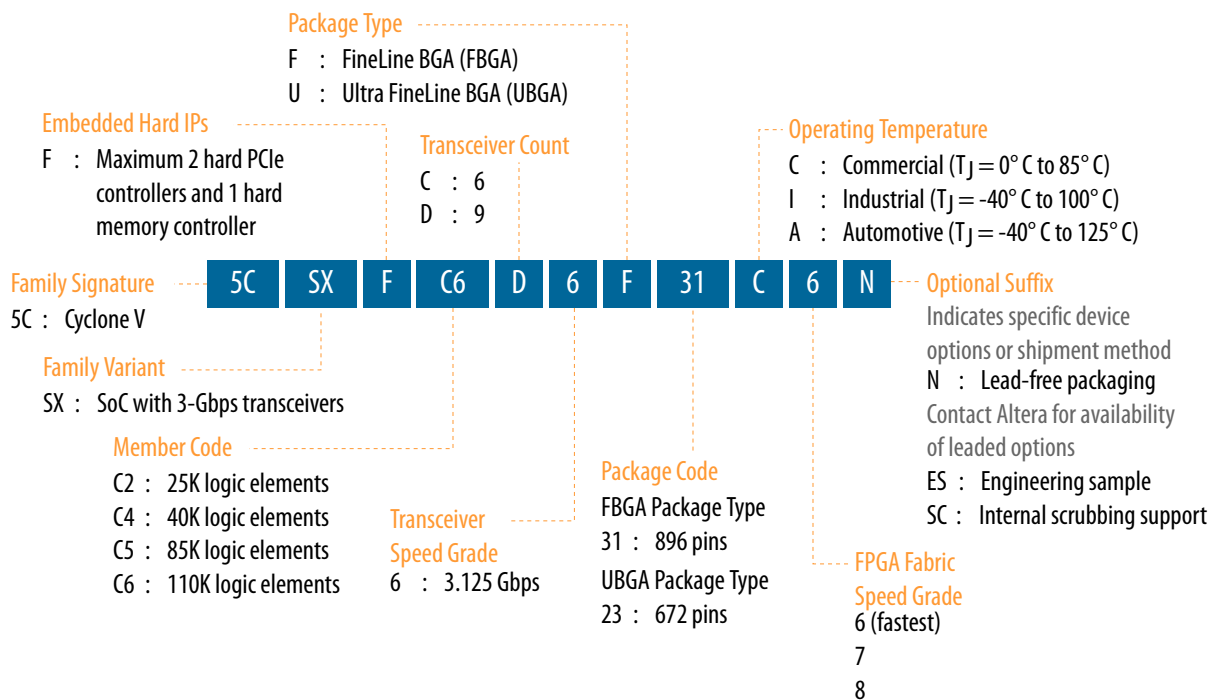 Package Type
F : FineLine BGA (FBGA)
U : Ultra FineLine BGA (UBGA)
Embedded Hard IPs
F : Maximum 2 hard PCIe
controllers and 1 hard
memory controller
Transceiver Count
C : 6
D : 9
Operating Temperature
C : Commercial (TJ = 0° C to 85° C)
I : Industrial (TJ = -40° C to 100° C)
A : Automotive (TJ = -40° C to 125° C)
Family Signature
5C : Cyclone V
5C SX F C6 D 6 F 31 C 6 N
Optional Suffix
Indicates specific device
options or shipment method
N : Lead-free packaging
Contact Altera for availability
of leaded options
ES : Engineering sample
SC : Internal scrubbing support
Family Variant
SX : SoC with 3-Gbps transceivers
Member Code
C2 : 25K logic elements
C4 : 40K logic elements
C5 : 85K logic elements
C6 : 110K logic elements
Transceiver
Speed Grade
6 : 3.125 Gbps
Package Code
FBGA Package Type
31 : 896 pins
UBGA Package Type
23 : 672 pins
FPGA Fabric
Speed Grade
6 (fastest)
7
8